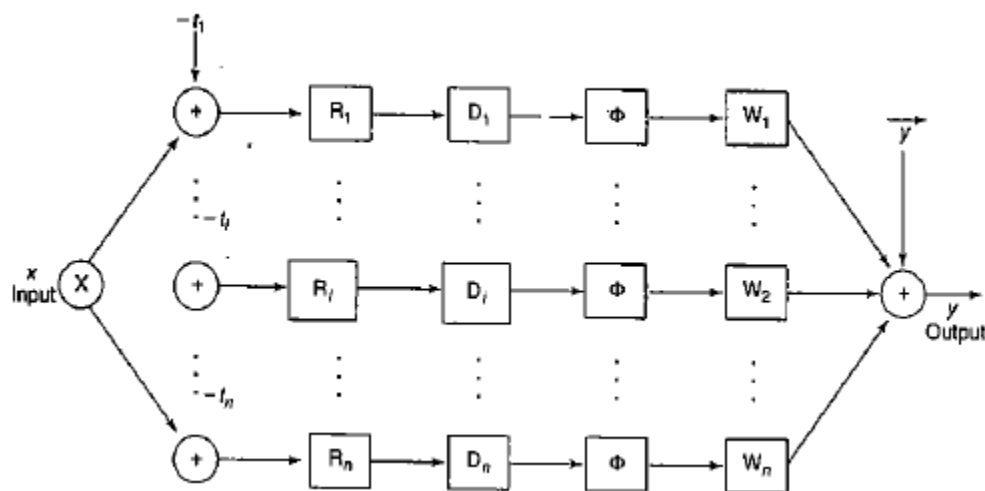 −t₁
+ R₁ D₁ Φ W₁
ȳ
−tᵢ
x
Input
X
+ Rᵢ Dᵢ Φ W₂ +
y
Output
−tₙ
+ Rₙ Dₙ Φ Wₙ